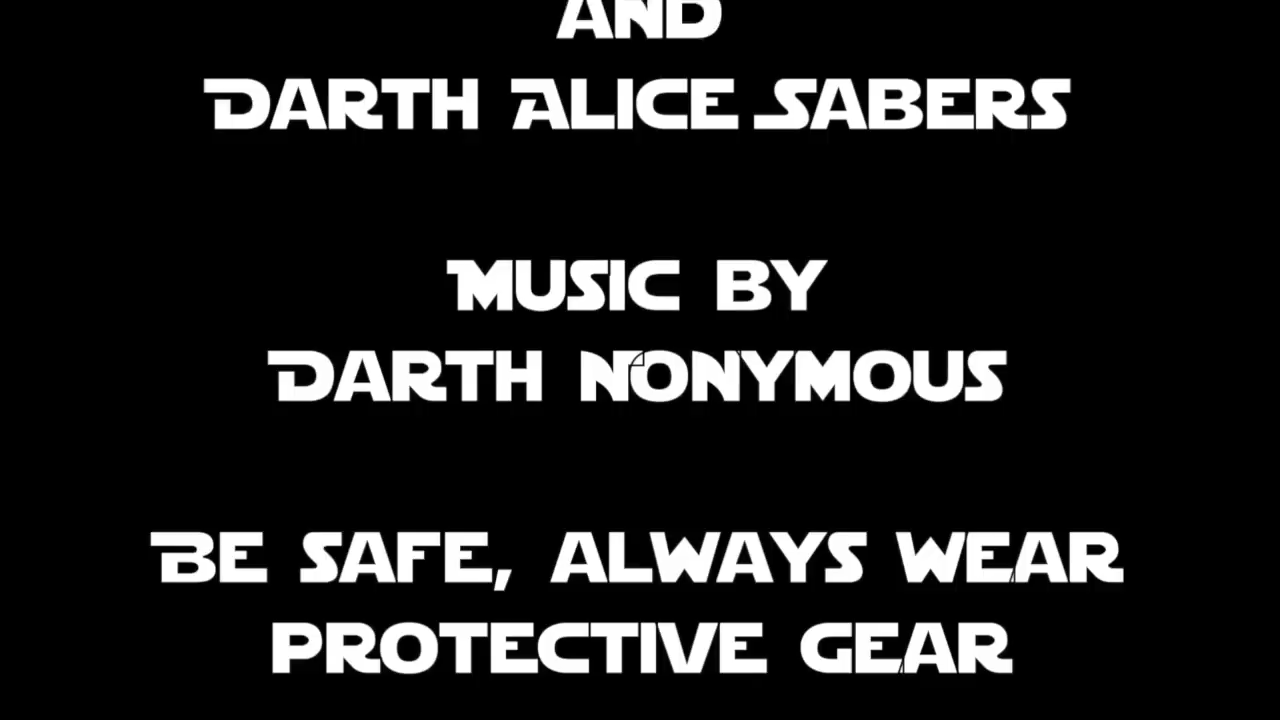 AND
DARTH ALICE SABERS
MUSIC BY
DARTH NONYMOUS
BE SAFE, ALWAYS WEAR
PROTECTIVE GEAR